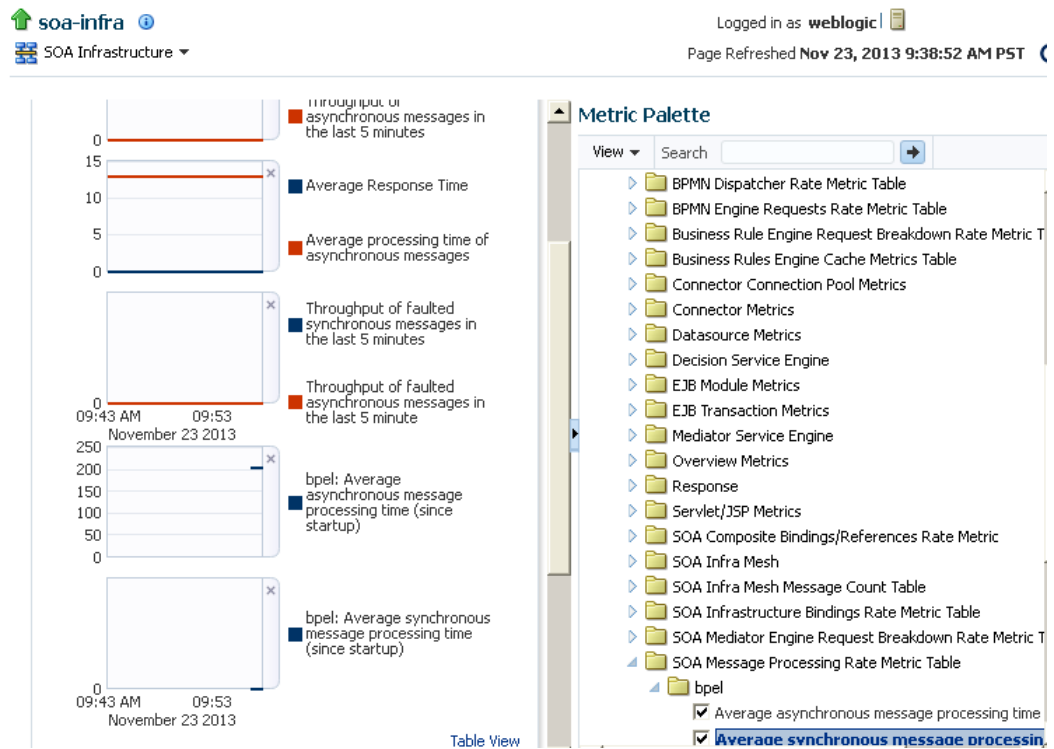 soa-infra
Logged in as weblogic
SOA Infrastructure
Page Refreshed Nov 23, 2013 9:38:52 AM PST
Throughput of
asynchronous messages in
the last 5 minutes
0
15
10
5
0
Average Response Time
Average processing time of
asynchronous messages
Throughput of faulted
synchronous messages in
the last 5 minutes
Throughput of faulted
asynchronous messages in
the last 5 minute
0
09:43 AM 09:53
November 23 2013
250
200
150
100
50
0
bpel: Average
asynchronous message
processing time (since
startup)
bpel: Average synchronous
message processing time
(since startup)
0
09:43 AM 09:53
November 23 2013
Table View
Metric Palette
View Search
BPMN Dispatcher Rate Metric Table
BPMN Engine Requests Rate Metric Table
Business Rule Engine Request Breakdown Rate Metric T
Business Rules Engine Cache Metrics Table
Connector Connection Pool Metrics
Connector Metrics
Datasource Metrics
Decision Service Engine
EJB Module Metrics
EJB Transaction Metrics
Mediator Service Engine
Overview Metrics
Response
Servlet/JSP Metrics
SOA Composite Bindings/References Rate Metric
SOA Infra Mesh
SOA Infra Mesh Message Count Table
SOA Infrastructure Bindings Rate Metric Table
SOA Mediator Engine Request Breakdown Rate Metric T
SOA Message Processing Rate Metric Table
bpel
Average asynchronous message processing time
Average synchronous message processin